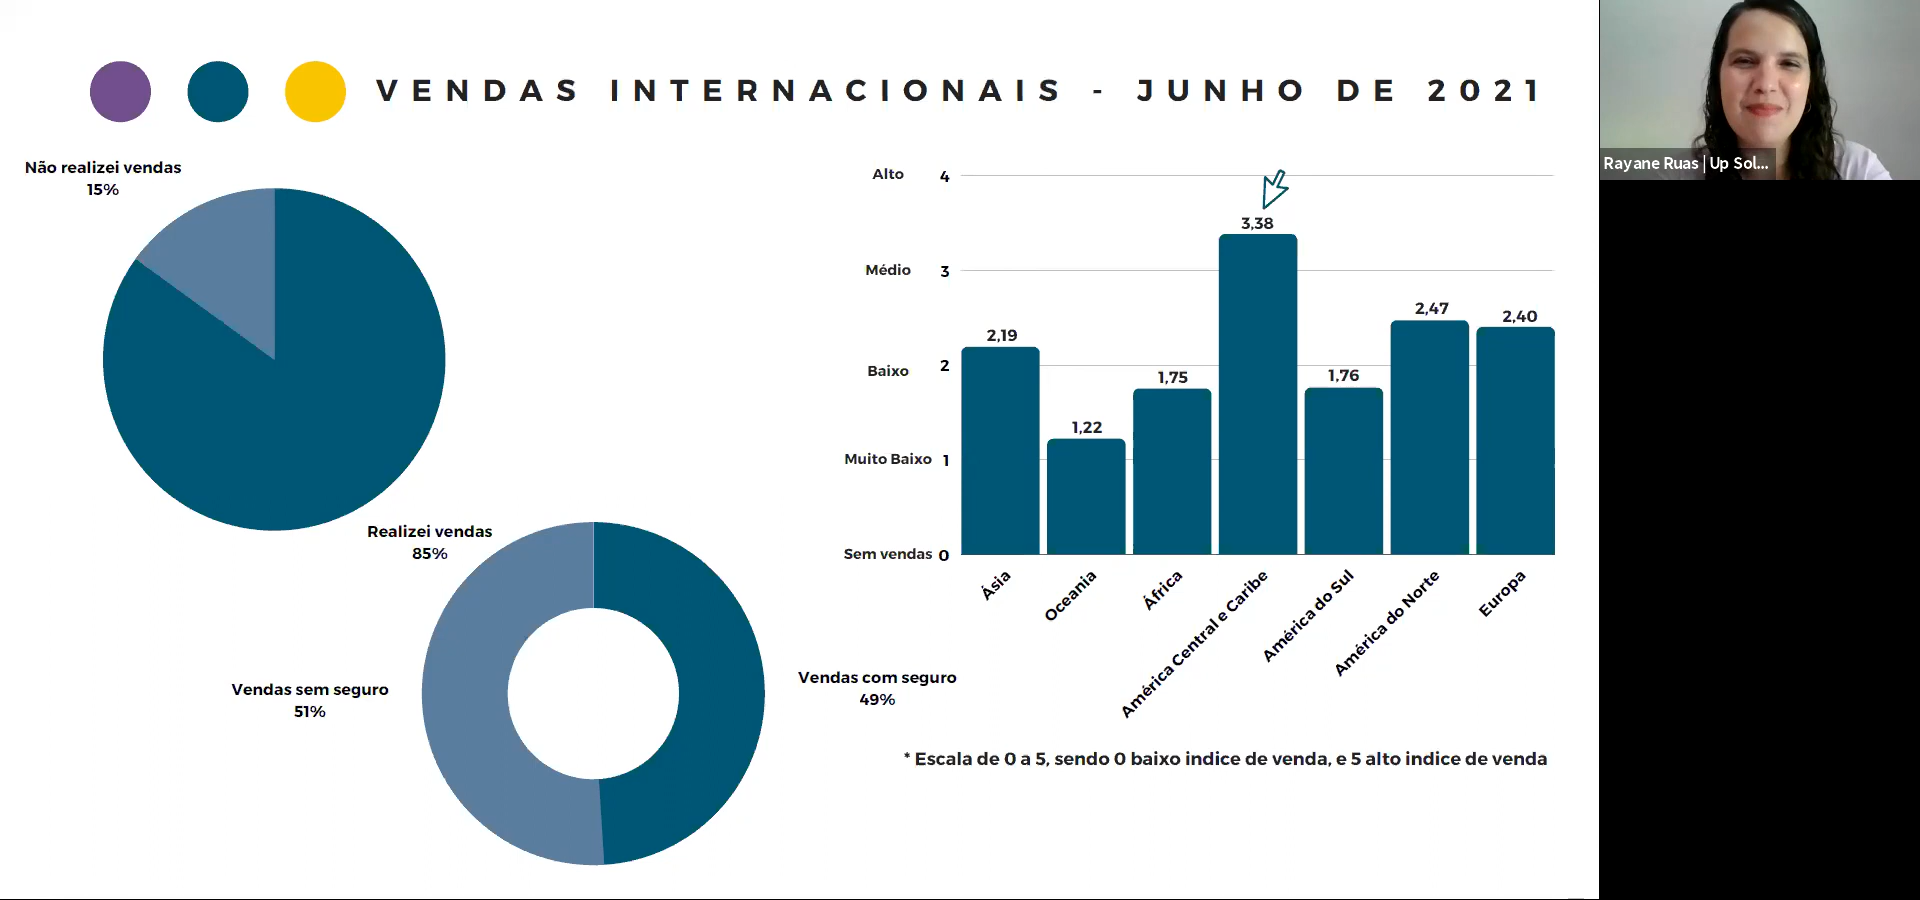 VENDAS INTERNACIONAIS - JUNHO DE 2021
Rayane Ruas | Up Sol...
Não realizei vendas
15%
Realizei vendas
85%
Vendas sem seguro
51%
Vendas com seguro
49%
Alto 4
Médio 3
Baixo 2
Muito Baixo 1
Sem vendas 0
2,19
1,22
1,75
3,38
1,76
2,47
2,40
Ásia
Oceania
África
América Central e Caribe
América do Sul
América do Norte
Europa
* Escala de 0 a 5, sendo 0 baixo indice de venda, e 5 alto indice de venda